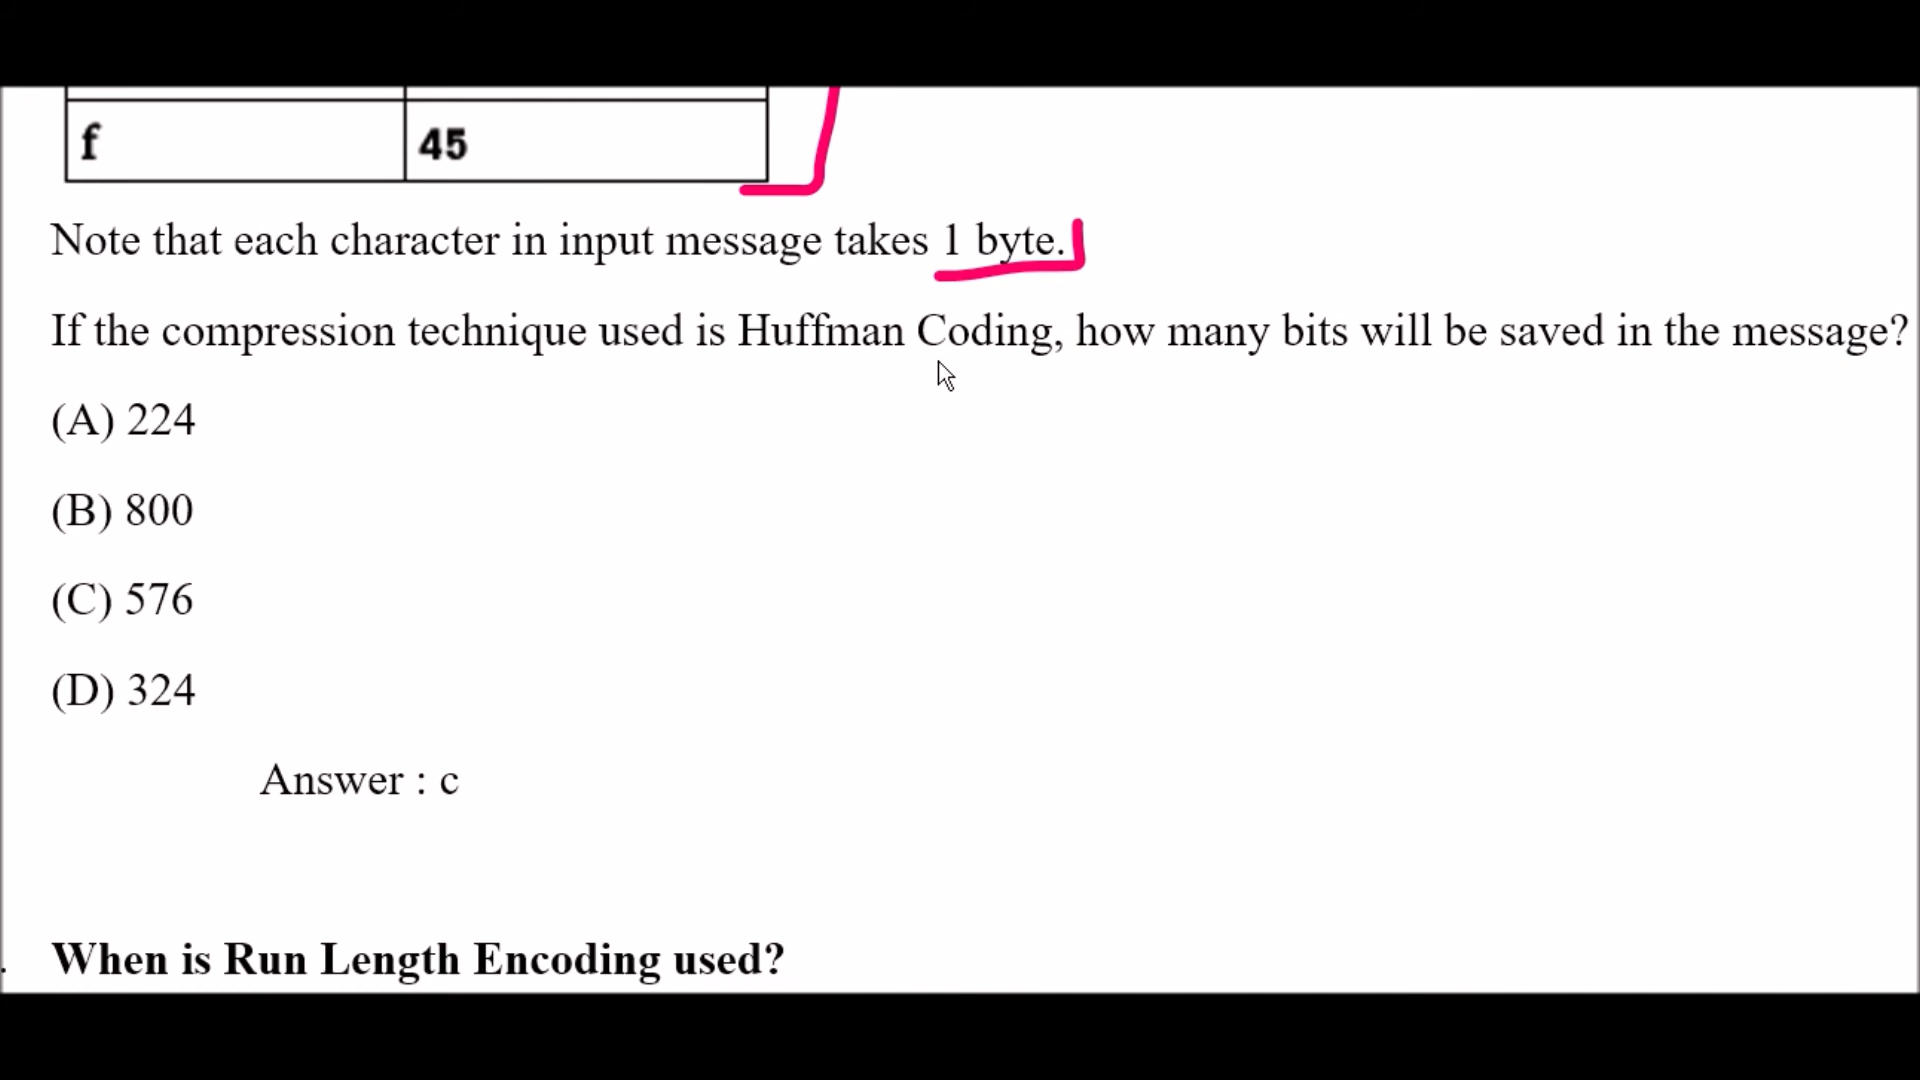 f 45
Note that each character in input message takes 1 byte.
If the compression technique used is Huffman Coding, how many bits will be saved in the message?
(A) 224
(B) 800
(C) 576
(D) 324
Answer : c
. When is Run Length Encoding used?